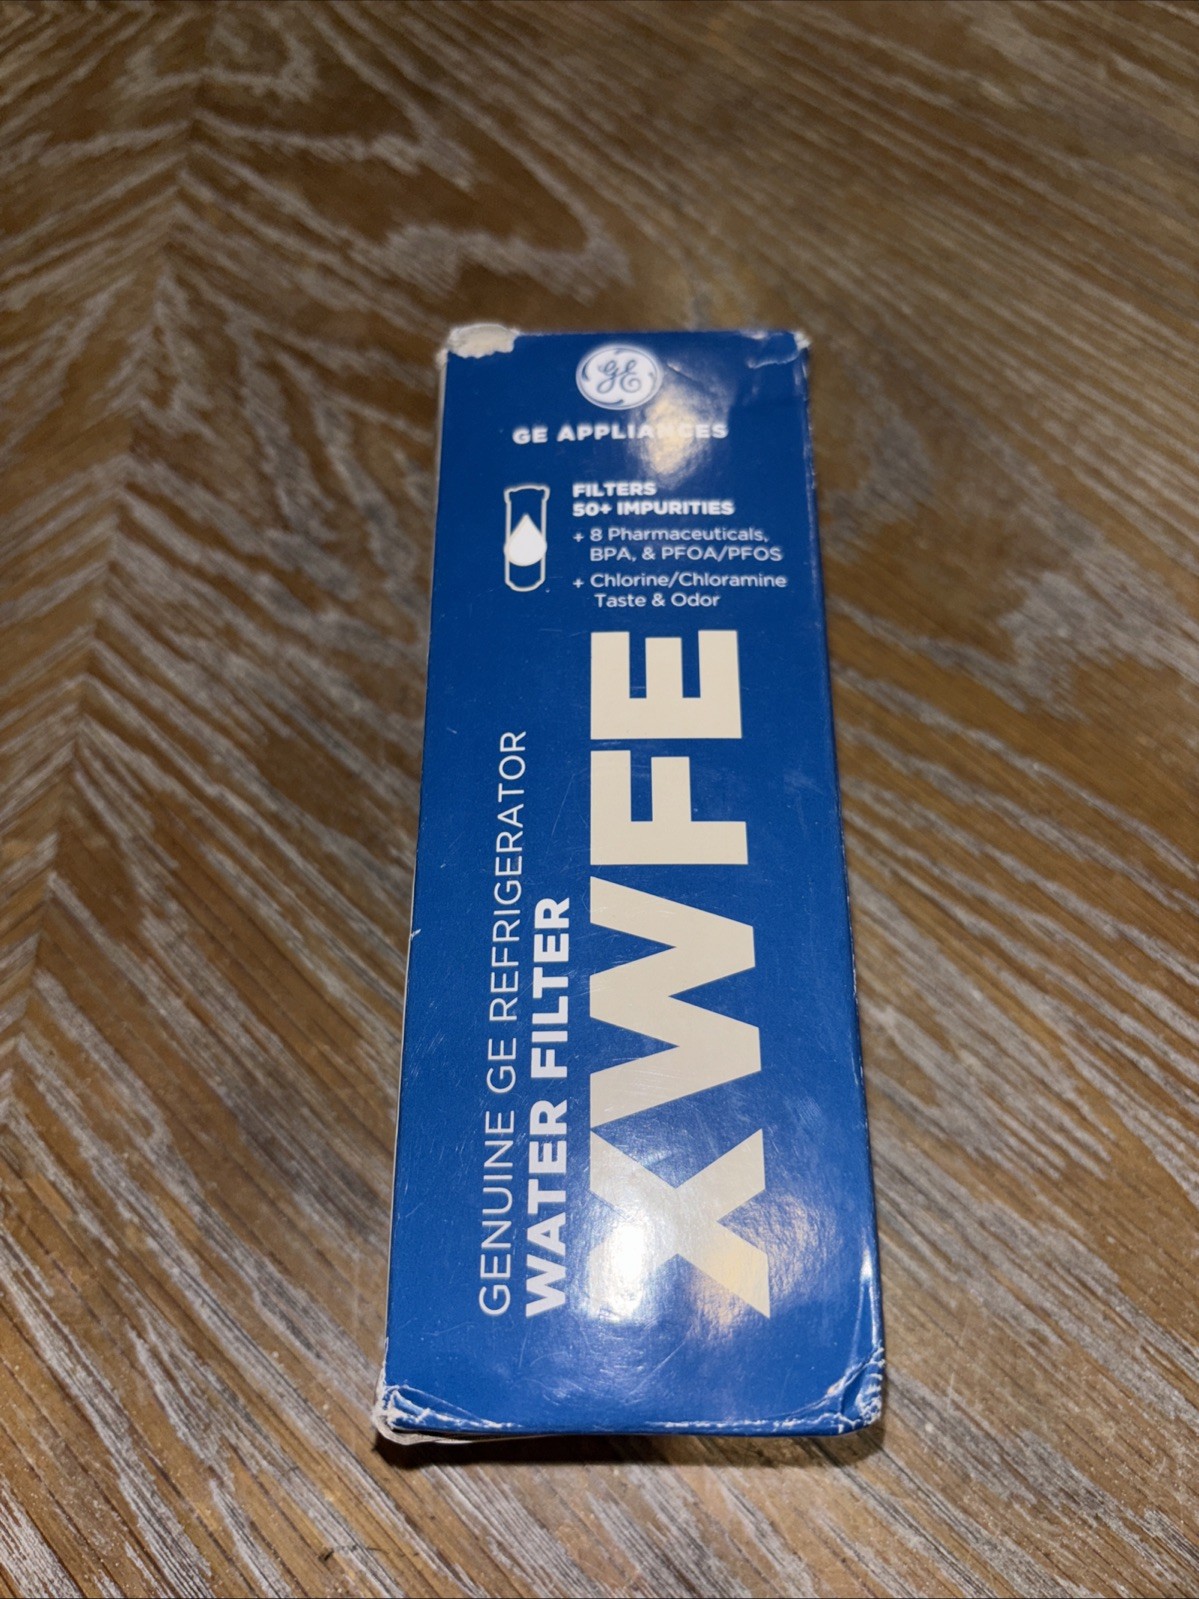 GE
GE APPLIANCES
FILTERS
50+ IMPURITIES
+ 8 Pharmaceuticals,
BPA, & PFOA/PFOS
+ Chlorine/Chloramine
Taste & Odor
GENUINE GE REFRIGERATOR
WATER FILTER
XWFE